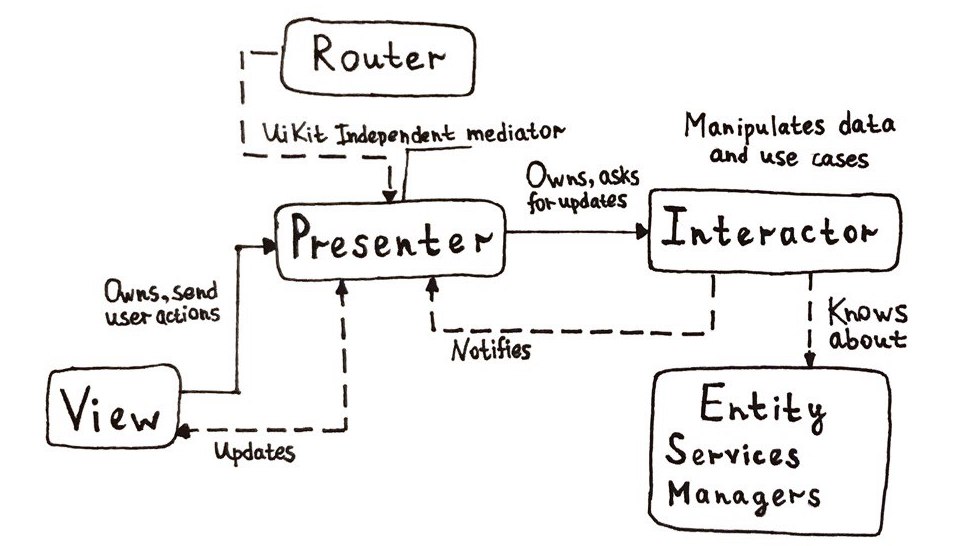 Router
UiKit Independent mediator
Manipulates data
and use cases
Owns, asks
for updates
Presenter
Interactor
Owns, send
user actions
Knows
about
Notifies
View
Updates
Entity
Services
Managers